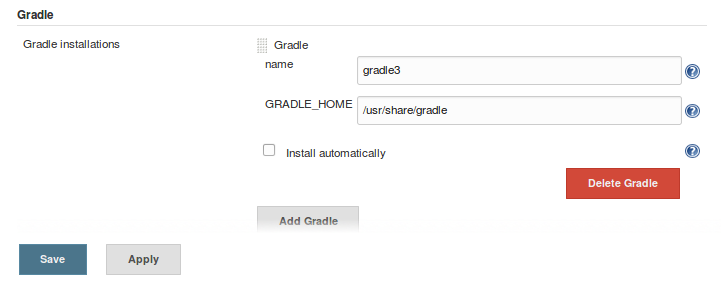 Gradle
Gradle installations
Gradle
name
gradle3
GRADLE_HOME
/usr/share/gradle
Install automatically
Delete Gradle
Add Gradle
Save
Apply